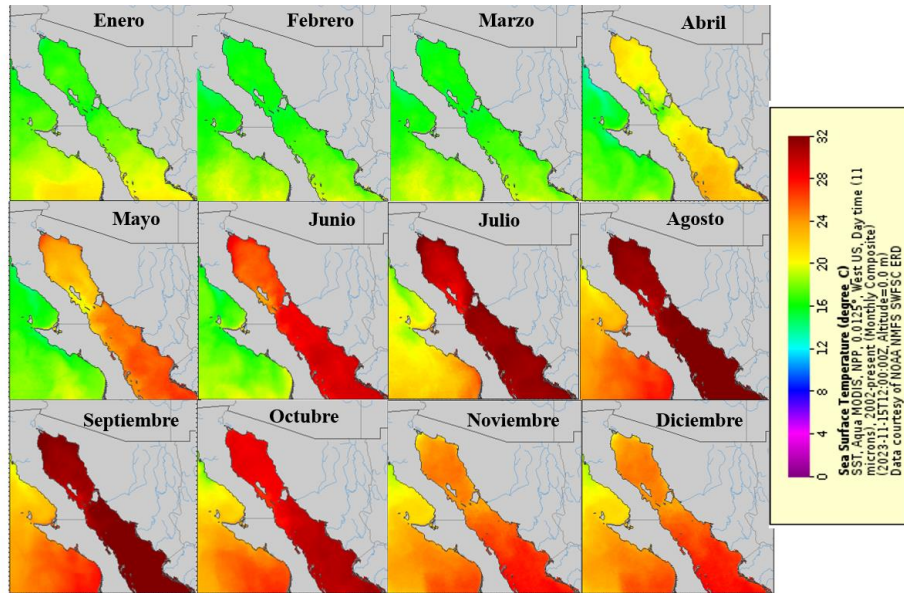 Enero
Febrero
Marzo
Abril
Mayo
Junio
Julio
Agosto
Septiembre
Octubre
Noviembre
Diciembre
0 4 8 12 16 20 24 28 32
Sea Surface Temperature (degree_C)
SST, Aqua MODIS, NPP, 0.0125°, West US, Day time (11
microns), 2002-present (Monthly Composite)
(2023-11-15T12:00:00Z, Altitude=0.0 m)
Data courtesy of NOAA NMFS SWFSC ERD